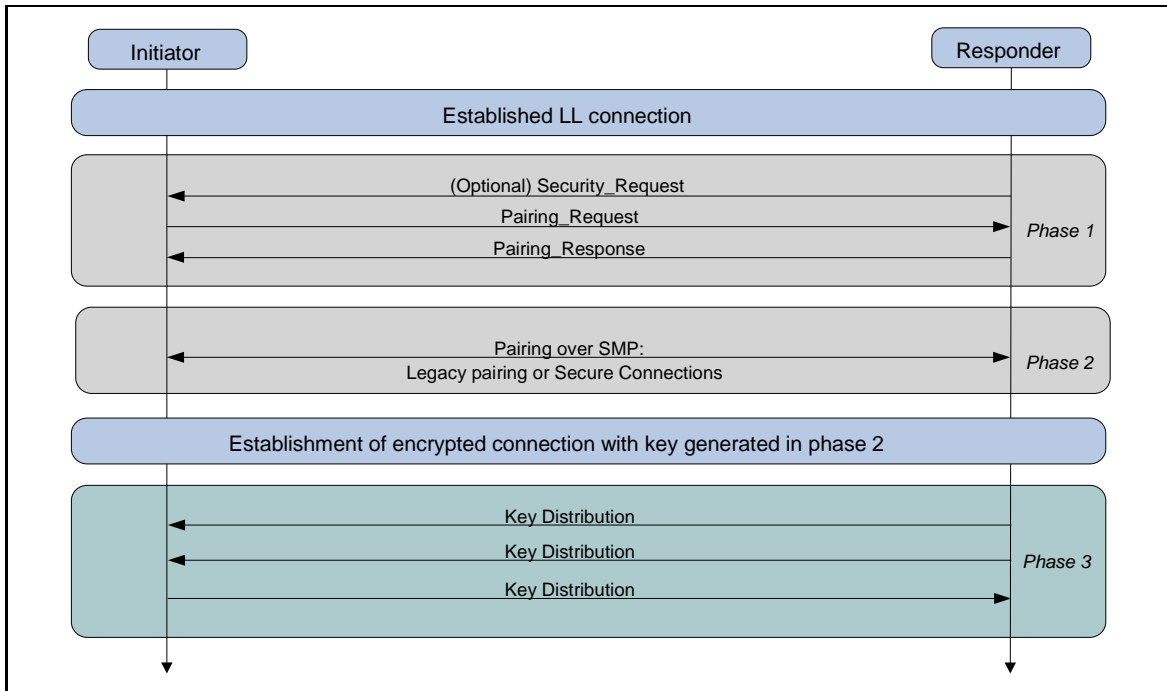 Initiator
Responder
Established LL connection
(Optional) Security_Request
Pairing_Request
Phase 1
Pairing_Response
Pairing over SMP:
Legacy pairing or Secure Connections
Phase 2
Establishment of encrypted connection with key generated in phase 2
Key Distribution
Key Distribution
Phase 3
Key Distribution